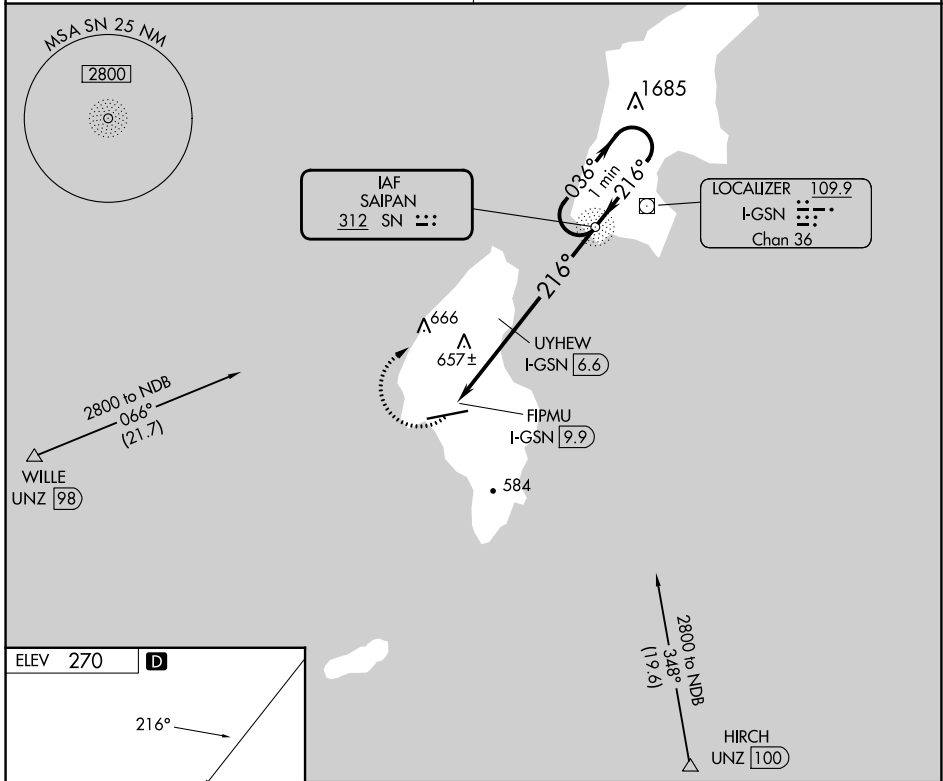 MSA SN 25 NM
2800
1685
IAF
SAIPAN
312 SN
036°
1 min
216°
LOCALIZER 109.9
I-GSN
Chan 36
216°
666
657±
UYHEW
I-GSN 6.6
FIPMU
I-GSN 9.9
2800 to NDB
066°
(21.7)
WILLE
UNZ 98
584
2800 to NDB
348°
(19.6)
HIRCH
UNZ 100
ELEV 270 D
216°